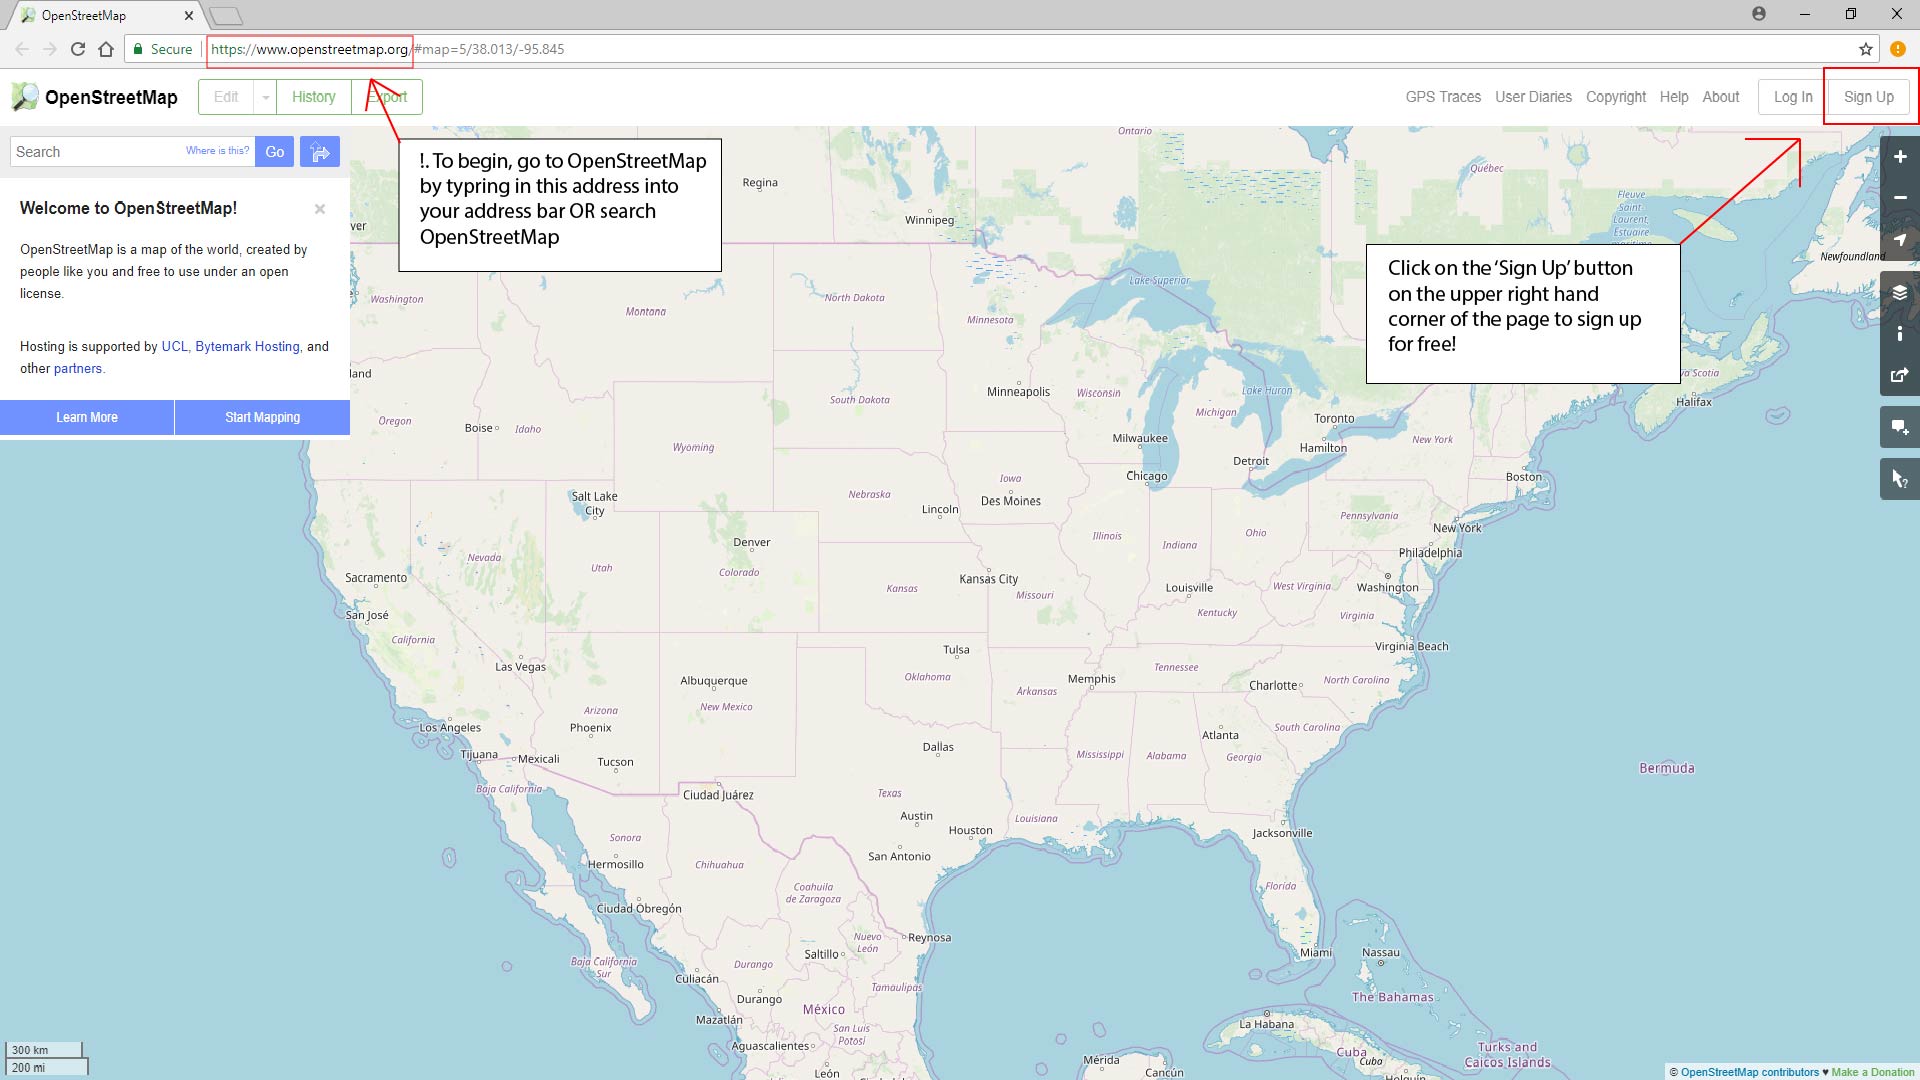 OpenStreetMap
Secure https://www.openstreetmap.org/#map=5/38.013/-95.845
OpenStreetMap Edit History Export GPS Traces User Diaries Copyright Help About Log In Sign Up
Search Where is this? Go
Welcome to OpenStreetMap!
OpenStreetMap is a map of the world, created by
people like you and free to use under an open
license.
Hosting is supported by UCL, Bytemark Hosting, and
other partners.
Learn More Start Mapping
!. To begin, go to OpenStreetMap
by typring in this address into
your address bar OR search
OpenStreetMap
Click on the ‘Sign Up’ button
on the upper right hand
corner of the page to sign up
for free!
Ontario
Québec
Regina
Winnipeg
Fleuve
Saint-
Laurent,
Estuaire
maritime
Newfoundland
ver
Washington
Montana
North Dakota
Minnesota
Lake Superior
land
Oregon
Boise
Idaho
Wyoming
South Dakota
Minneapolis
Wisconsin
Michigan
Lake Huron
Toronto
Hamilton
Milwaukee
Chicago
Detroit
New York
va Scotia
Halifax
Boston
Salt Lake
City
Nebraska
Iowa
Des Moines
Lincoln
Pennsylvania
New York
Philadelphia
Nevada
Utah
Denver
Colorado
Kansas
Kansas City
Missouri
Illinois
Indiana
Ohio
West Virginia
Washington
Sacramento
San José
California
Louisville
Kentucky
Virginia
Virginia Beach
Las Vegas
Albuquerque
New Mexico
Tulsa
Oklahoma
Arkansas
Memphis
Tennessee
Charlotte
North Carolina
Los Angeles
Arizona
Phoenix
Tijuana
Mexicali
Tucson
Dallas
Mississippi
Alabama
Atlanta
Georgia
South Carolina
Bermuda
Baja California
Ciudad Juárez
Texas
Austin
Houston
Louisiana
Jacksonville
Sonora
Hermosillo
Chihuahua
San Antonio
Coahuila
de Zaragoza
Florida
Ciudad Obregón
Nuevo
León
Reynosa
Miami
Nassau
Baja California
Sur
Culiacán
Durango
Saltillo
Tamaulipas
Durango
México
The Bahamas
Mazatlán
San Luis
Potosí
La Habana
Aguascalientes
León
Mérida
Cancún
Cuba
Cuba
Holguín
Turks and
Caicos Islands
300 km
200 mi
© OpenStreetMap contributors ♥ Make a Donation